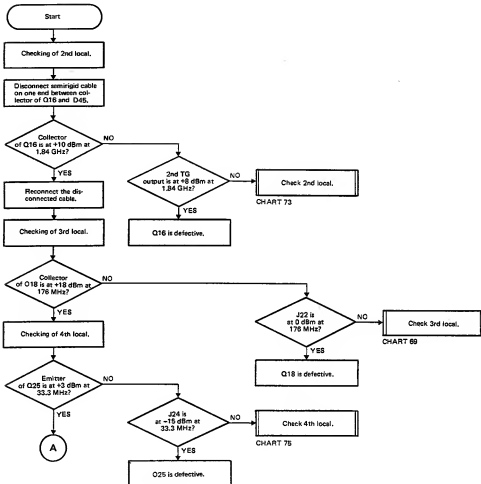 Start
Checking of 2nd local.
Disconnect semirigid cable
on one end between col-
lector of Q16 and D45.
Collector
of Q16 is at +10 dBm at
1.84 GHz?
NO
YES
2nd TG
output is at +8 dBm at
1.84 GHz?
NO
Check 2nd local.
CHART 73
YES
Q16 is defective.
Reconnect the dis-
connected cable.
Checking of 3rd local.
Collector
of Q18 is at +18 dBm at
176 MHz?
NO
YES
J22 is
at 0 dBm at
176 MHz?
NO
Check 3rd local.
CHART 69
YES
Q18 is defective.
Checking of 4th local.
Emitter
of Q25 is at +3 dBm at
33.3 MHz?
NO
YES
J24 is
at -15 dBm at
33.3 MHz?
NO
Check 4th local.
CHART 75
YES
Q25 is defective.
A